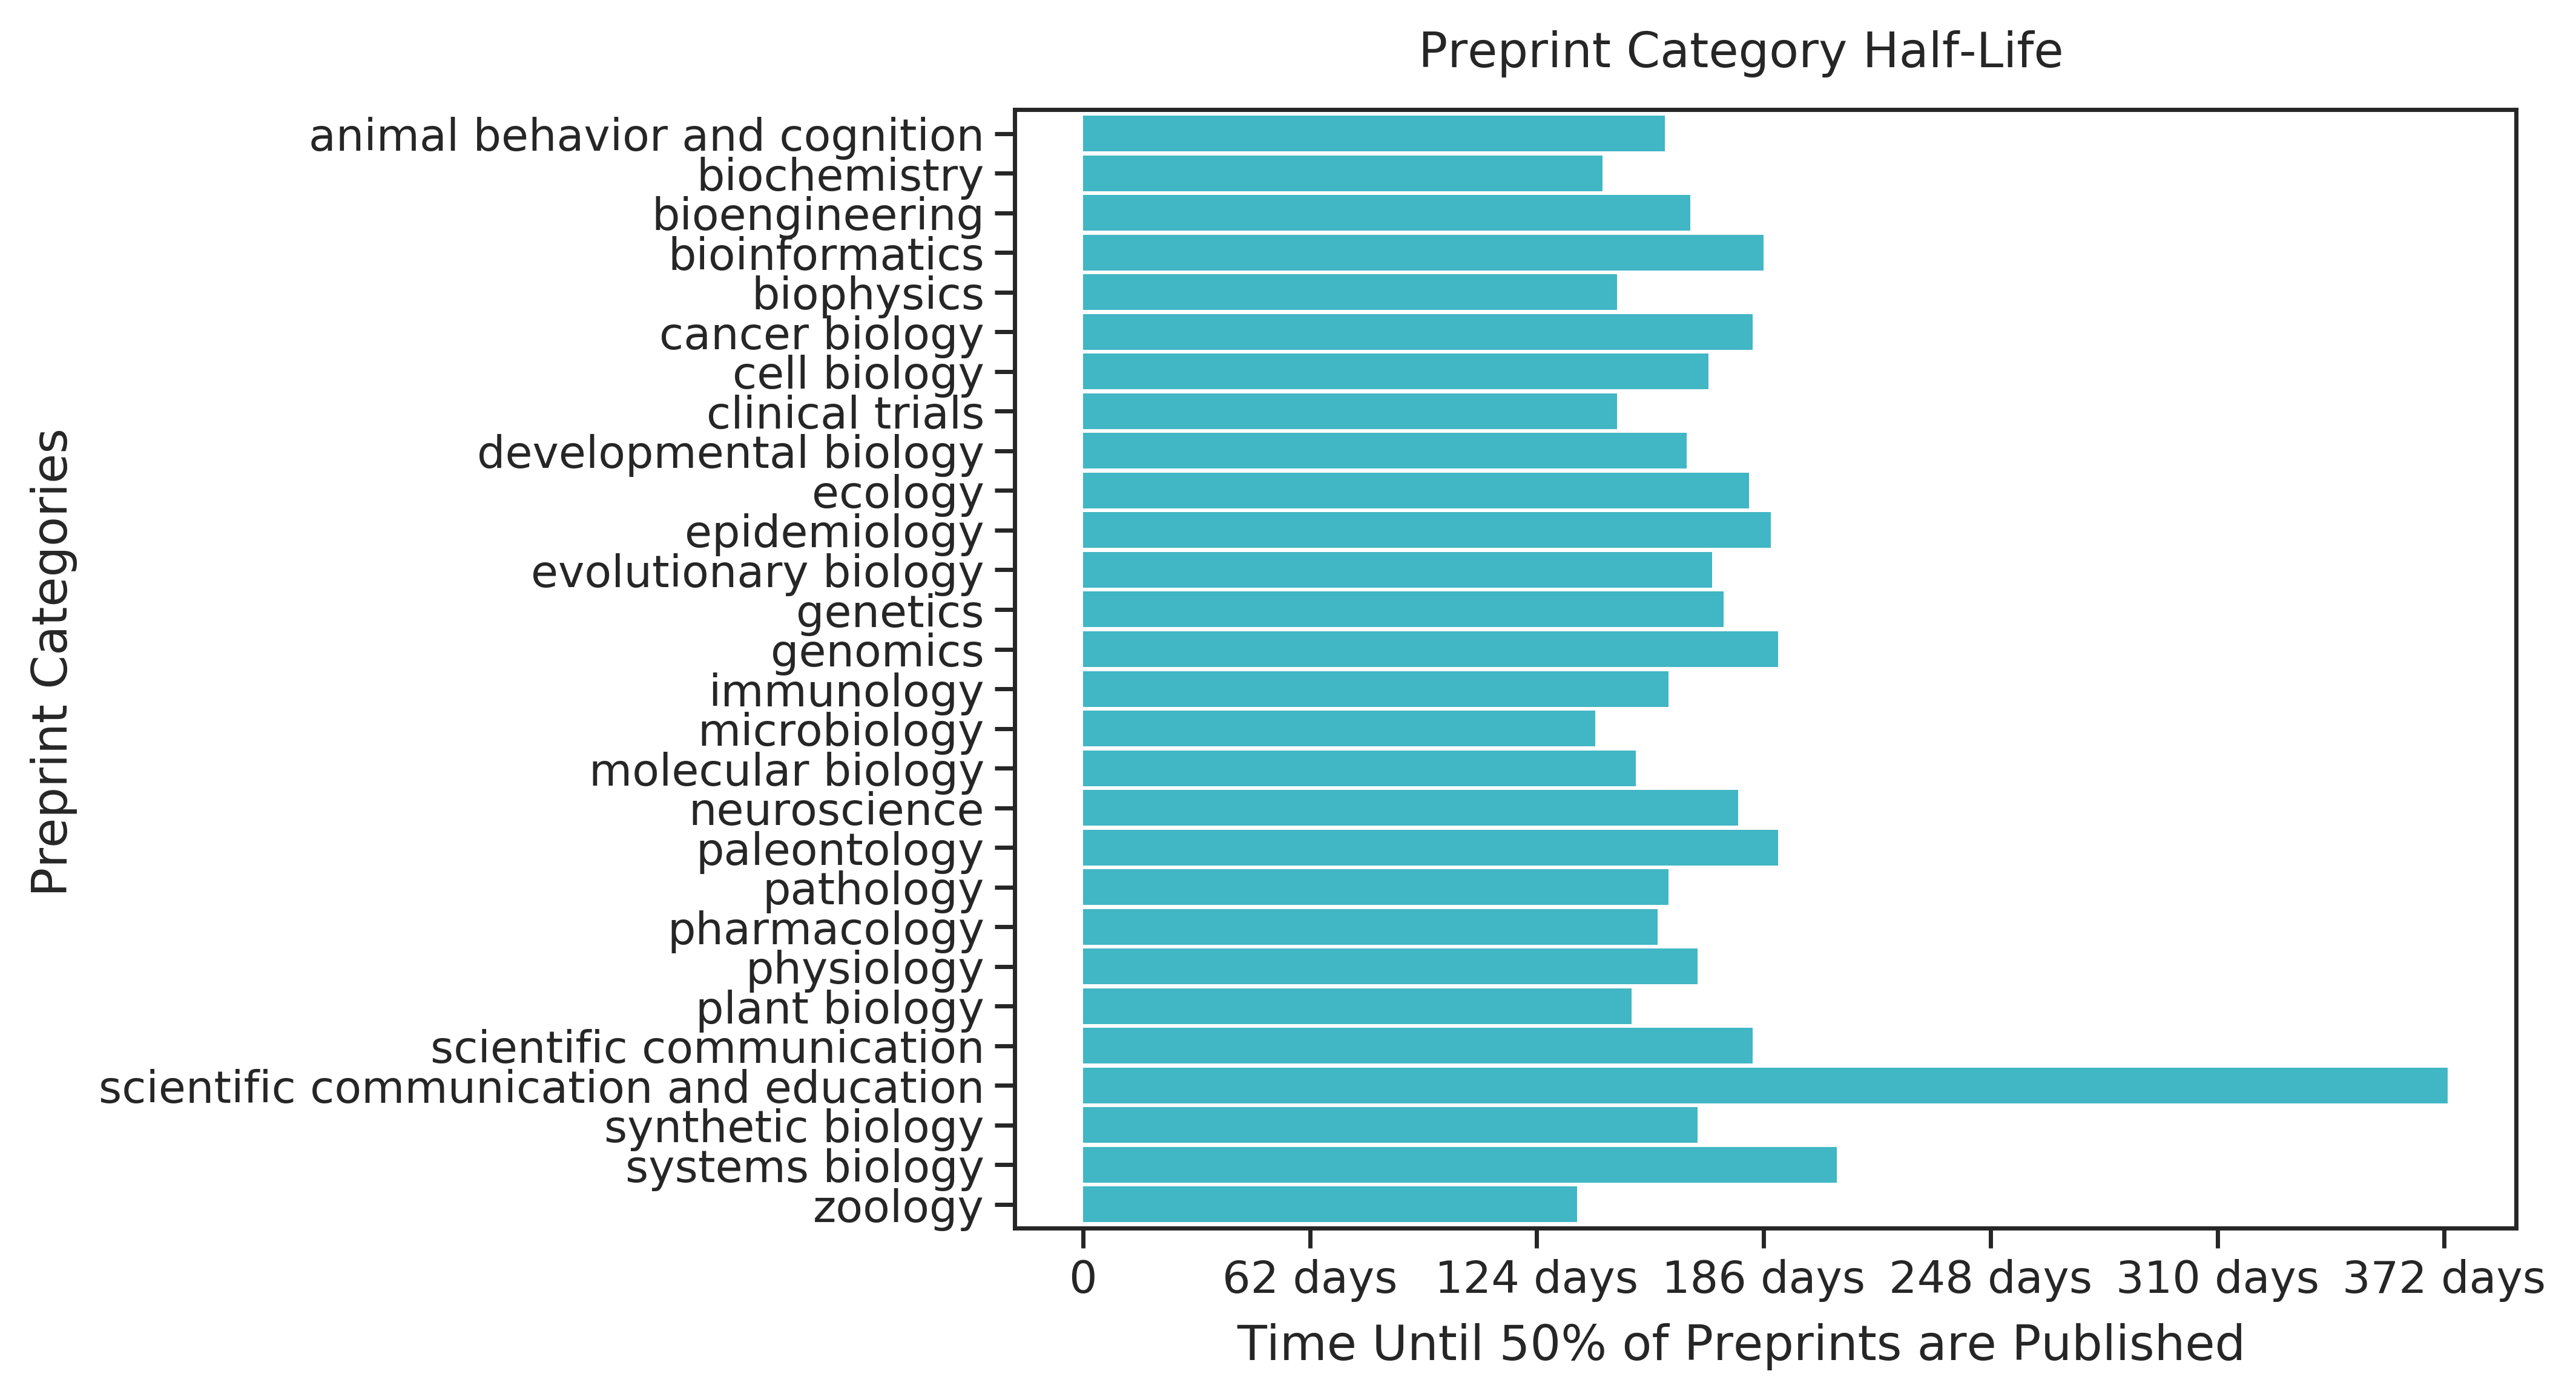 Preprint Category Half-Life
Preprint Categories
animal behavior and cognition
biochemistry
bioengineering
bioinformatics
biophysics
cancer biology
cell biology
clinical trials
developmental biology
ecology
epidemiology
evolutionary biology
genetics
genomics
immunology
microbiology
molecular biology
neuroscience
paleontology
pathology
pharmacology
physiology
plant biology
scientific communication
scientific communication and education
synthetic biology
systems biology
zoology
0 62 days 124 days 186 days 248 days 310 days 372 days
Time Until 50% of Preprints are Published